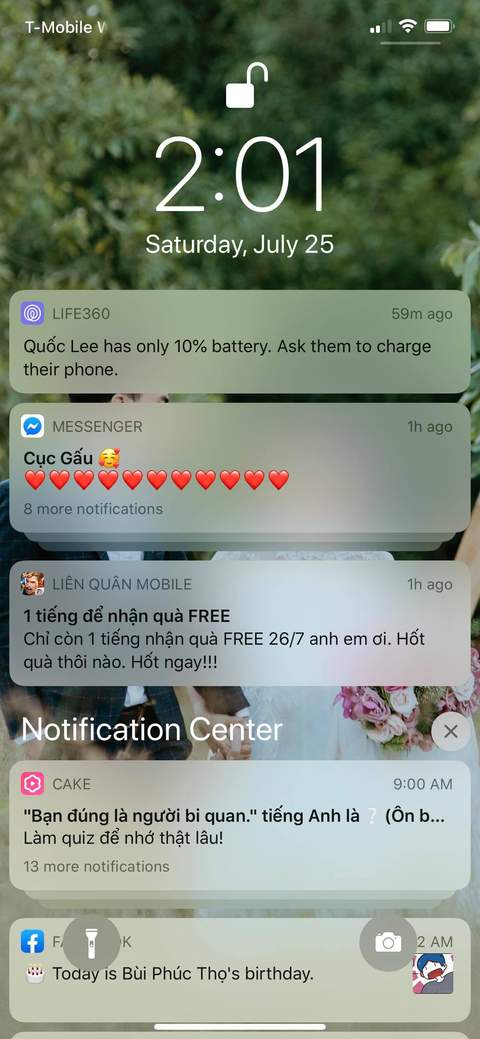 T-Mobile
2:01
Saturday, July 25
LIFE360
59m ago
Quốc Lee has only 10% battery. Ask them to charge
their phone.
MESSENGER
1h ago
Cục Gấu 🥰
❤️❤️❤️❤️❤️❤️❤️❤️❤️❤️❤️
8 more notifications
LIÊN QUÂN MOBILE
1h ago
1 tiếng để nhận quà FREE
Chỉ còn 1 tiếng nhận quà FREE 26/7 anh em ơi. Hốt
quà thôi nào. Hốt ngay!!!
Notification Center
CAKE
9:00 AM
"Bạn đúng là người bi quan." tiếng Anh là ❔ (Ôn b...
Làm quiz để nhớ thật lâu!
13 more notifications
2 AM
🎂 Today is Bùi Phúc Thọ's birthday.